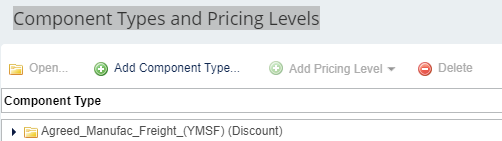 Component Types and Pricing Levels
Open... Add Component Type... Add Pricing Level Delete
Component Type
Agreed_Manufac_Freight_(YMSF) (Discount)